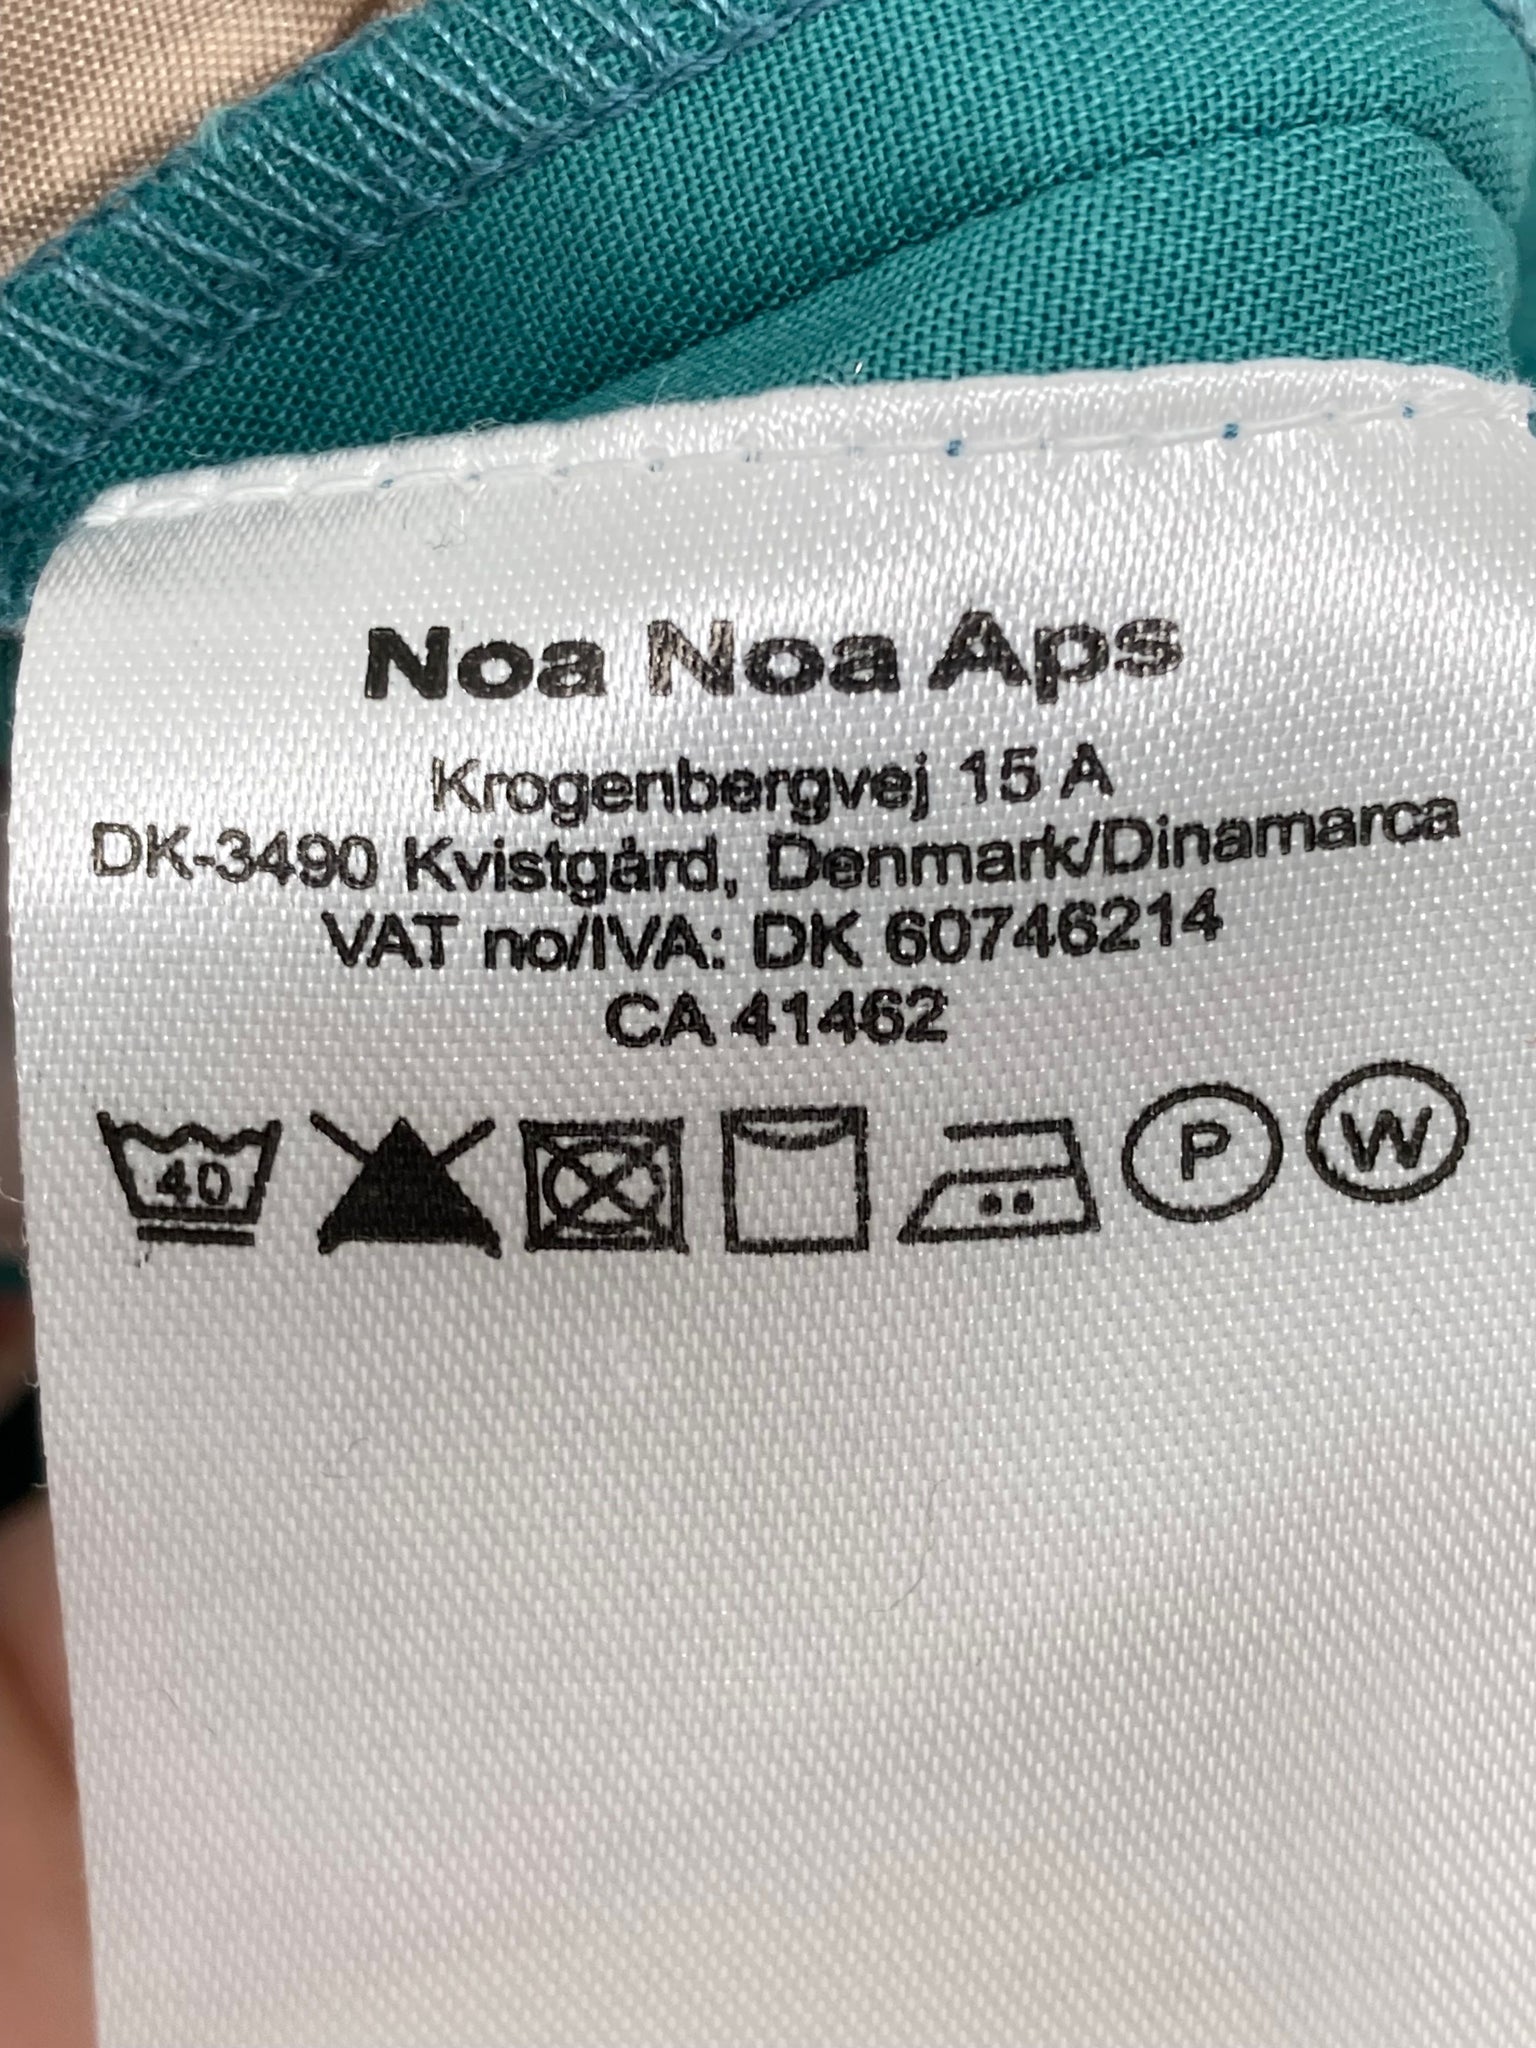 Noa Noa Aps
Krogenbergvej 15 A
DK-3490 Kvistgård, Denmark/Dinamarca
VAT no/IVA: DK 60746214
CA 41462
40
P
W